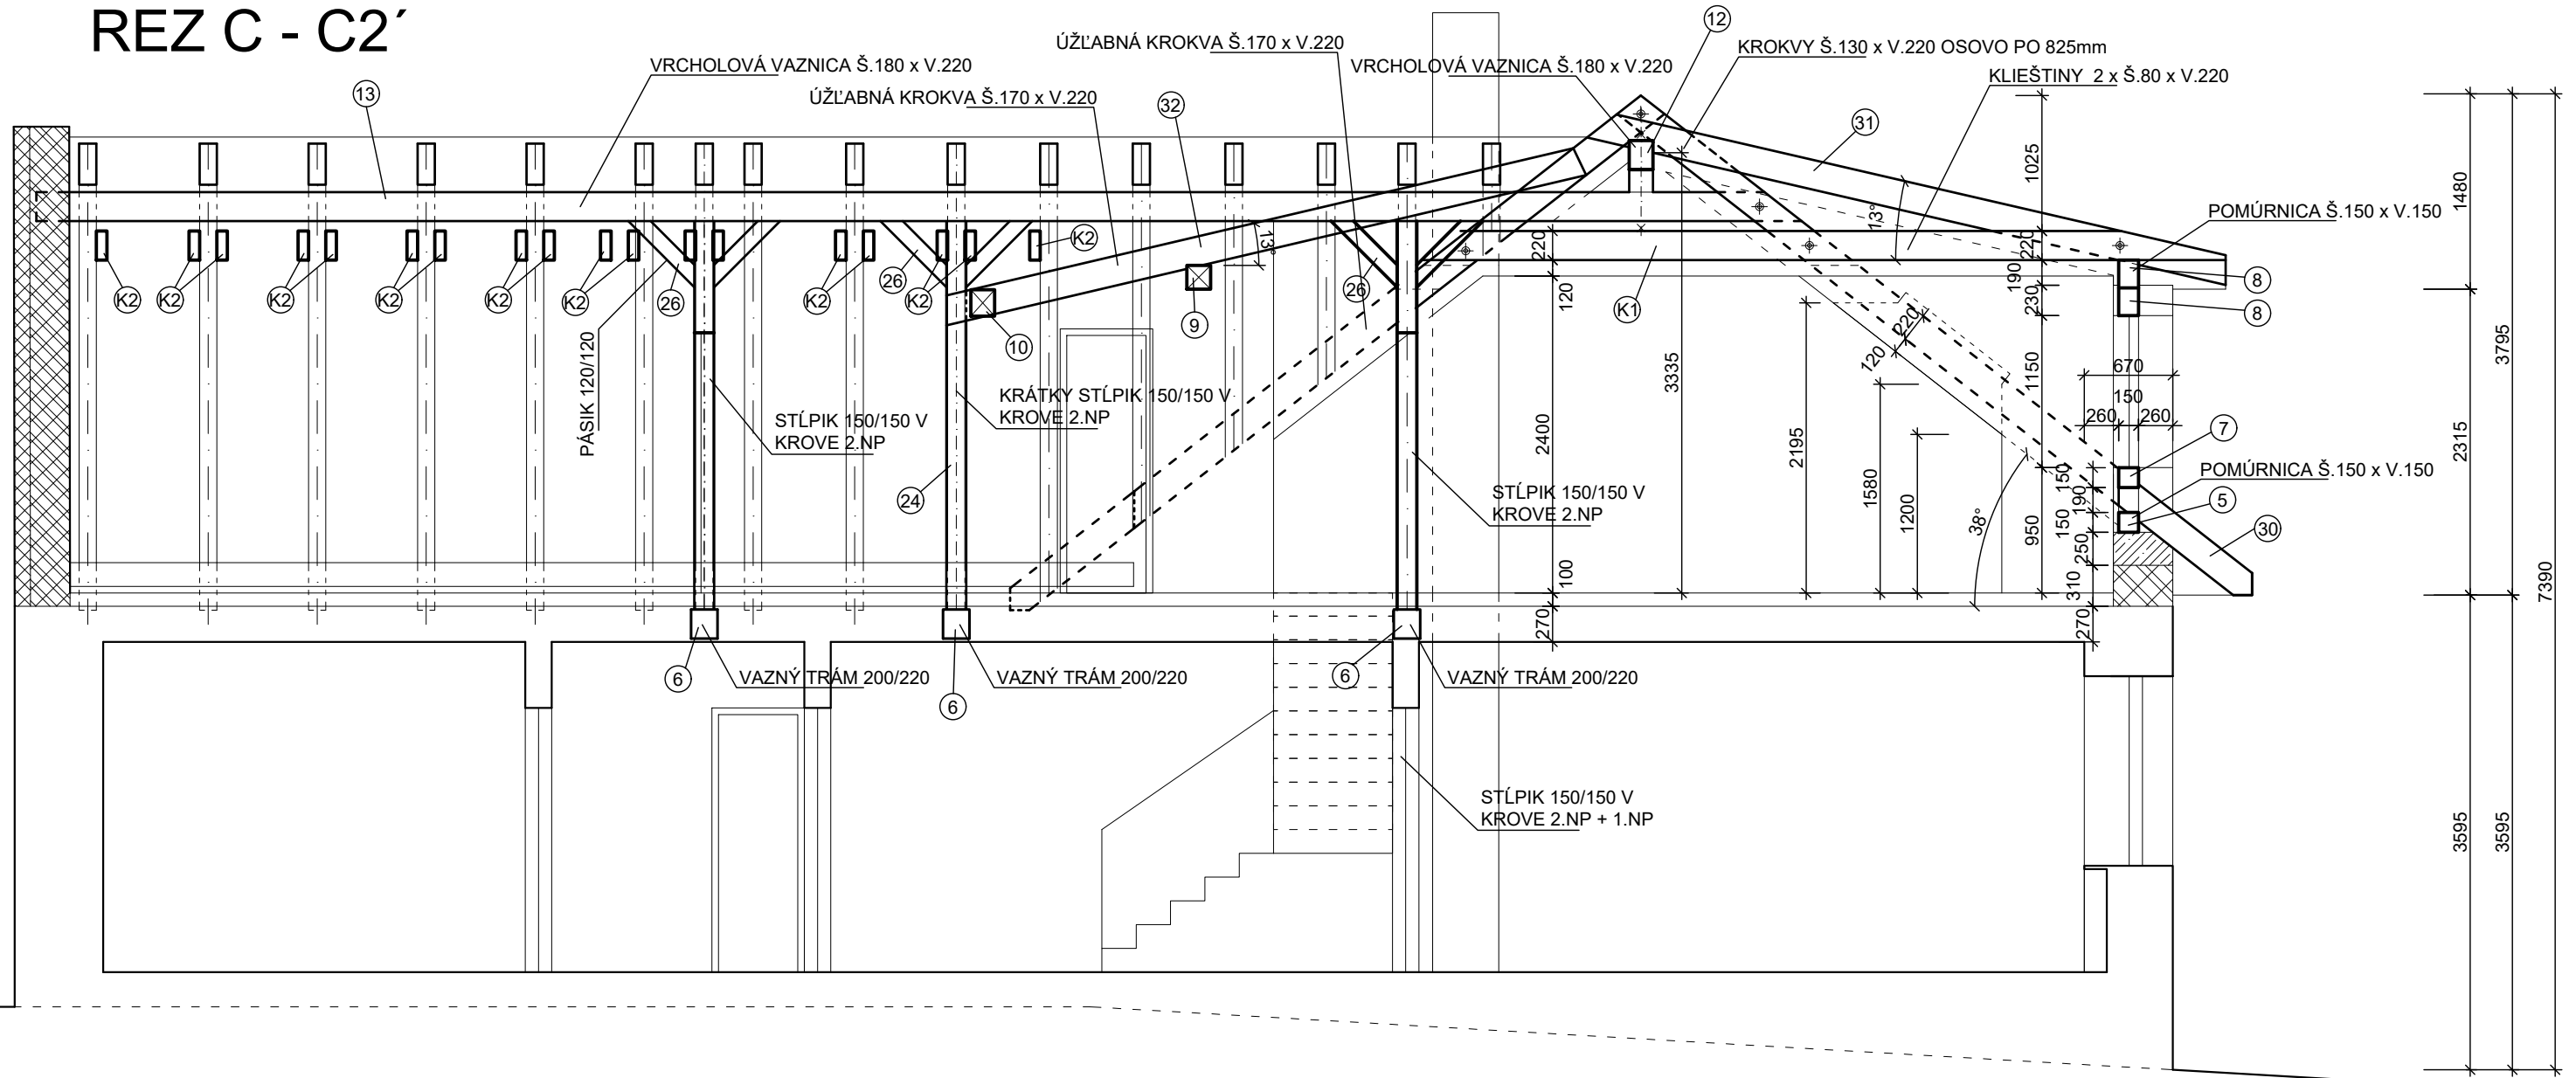 REZ C - C2´
ÚŽĽABNÁ KROKVA Š.170 x V.220
12
KROKVY Š.130 x V.220 OSOVO PO 825mm
VRCHOLOVÁ VAZNICA Š.180 x V.220
VRCHOLOVÁ VAZNICA Š.180 x V.220
KLIEŠTINY 2 x Š.80 x V.220
13
ÚŽĽABNÁ KROKVA Š.170 x V.220
32
31
1025
1480
13°
POMÚRNICA Š.150 x V.150
K2
26
13°
220
220
190
8
K2
K2
K2
K2
K2
K2
26
K2
K2
26
120
K1
230
8
9
10
PÁSIK 120/120
220
120
3335
1150
3795
670
150
260
260
KRÁTKY STĹPIK 150/150 V
KROVE 2.NP
STĹPIK 150/150 V
KROVE 2.NP
2400
2195
2315
7
POMÚRNICA Š.150 x V.150
24
STĹPIK 150/150 V
KROVE 2.NP
1580
1200
38°
950
150
190
150
5
30
250
100
310
7390
270
270
6
VAZNÝ TRÁM 200/220
6
VAZNÝ TRÁM 200/220
6
VAZNÝ TRÁM 200/220
STĹPIK 150/150 V
KROVE 2.NP + 1.NP
3595
3595